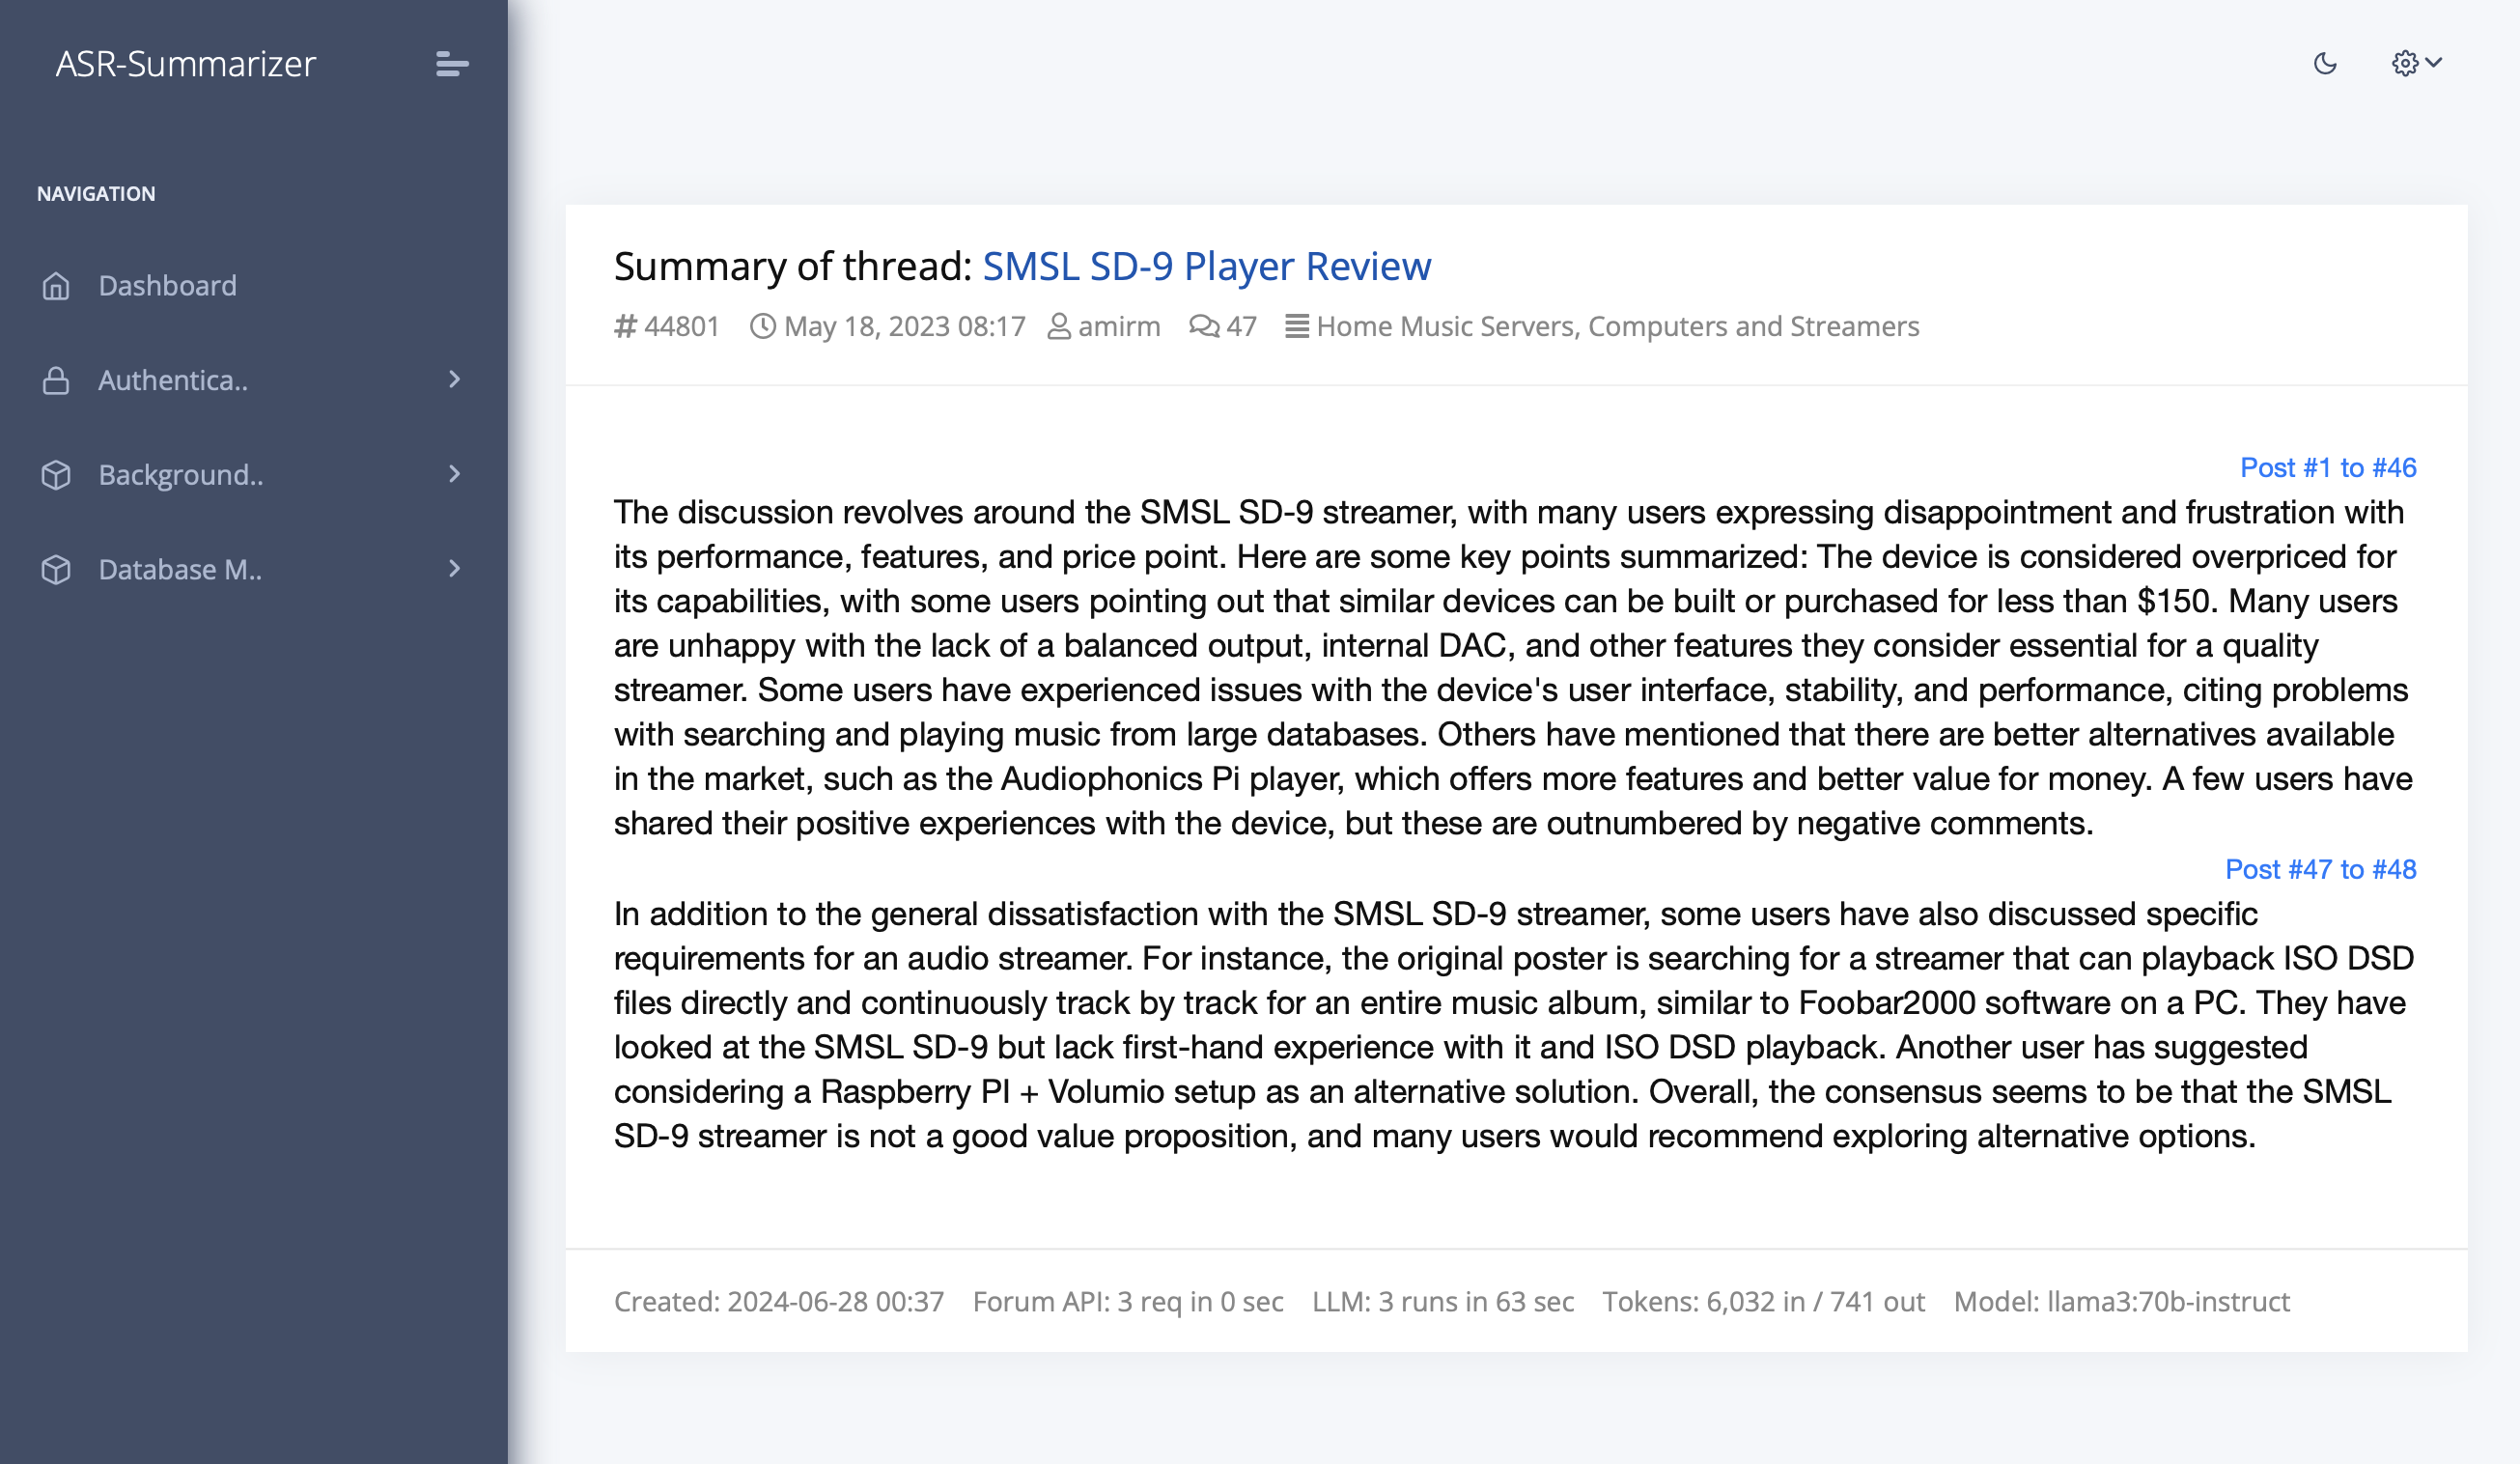 ASR-Summarizer
NAVIGATION
Dashboard
Authentica..
Background..
Database M..
Summary of thread: SMSL SD-9 Player Review
# 44801 May 18, 2023 08:17 amirm 47 Home Music Servers, Computers and Streamers
Post #1 to #46
The discussion revolves around the SMSL SD-9 streamer, with many users expressing disappointment and frustration with
its performance, features, and price point. Here are some key points summarized: The device is considered overpriced for
its capabilities, with some users pointing out that similar devices can be built or purchased for less than $150. Many users
are unhappy with the lack of a balanced output, internal DAC, and other features they consider essential for a quality
streamer. Some users have experienced issues with the device's user interface, stability, and performance, citing problems
with searching and playing music from large databases. Others have mentioned that there are better alternatives available
in the market, such as the Audiophonics Pi player, which offers more features and better value for money. A few users have
shared their positive experiences with the device, but these are outnumbered by negative comments.
Post #47 to #48
In addition to the general dissatisfaction with the SMSL SD-9 streamer, some users have also discussed specific
requirements for an audio streamer. For instance, the original poster is searching for a streamer that can playback ISO DSD
files directly and continuously track by track for an entire music album, similar to Foobar2000 software on a PC. They have
looked at the SMSL SD-9 but lack first-hand experience with it and ISO DSD playback. Another user has suggested
considering a Raspberry PI + Volumio setup as an alternative solution. Overall, the consensus seems to be that the SMSL
SD-9 streamer is not a good value proposition, and many users would recommend exploring alternative options.
Created: 2024-06-28 00:37 Forum API: 3 req in 0 sec LLM: 3 runs in 63 sec Tokens: 6,032 in / 741 out Model: llama3:70b-instruct